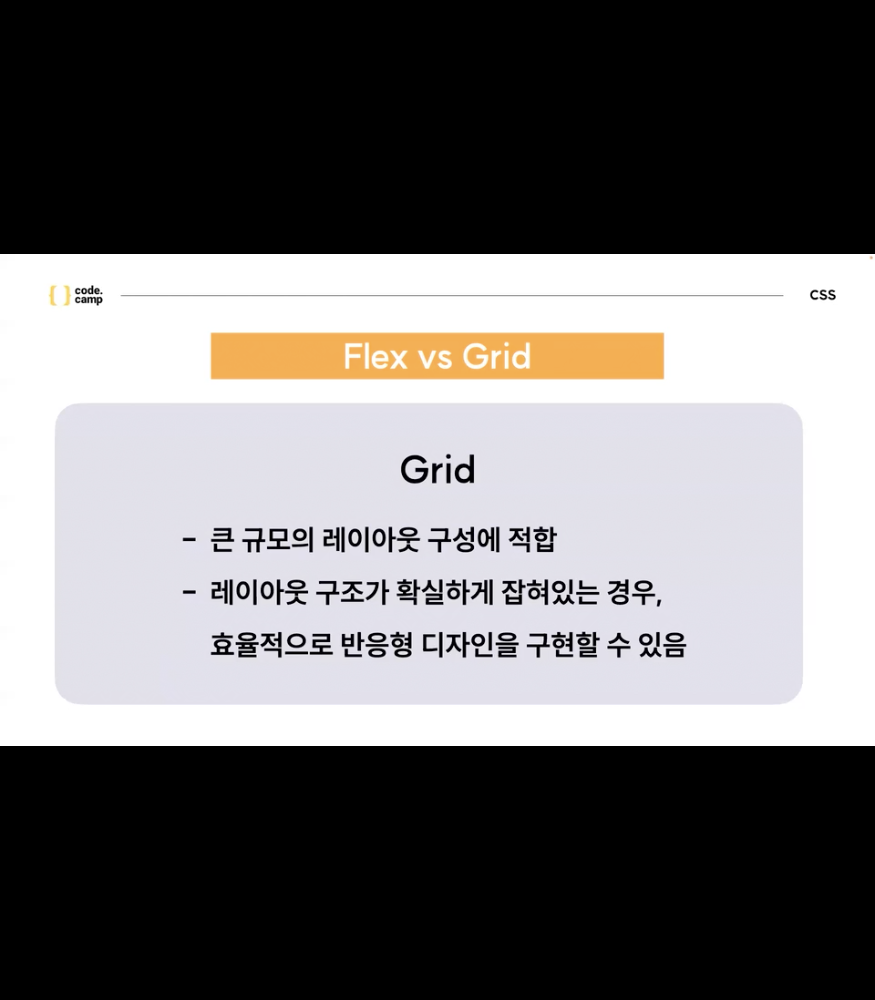 { } code.
camp
CSS
Flex vs Grid
Grid
- 큰 규모의 레이아웃 구성에 적합
- 레이아웃 구조가 확실하게 잡혀있는 경우,
효율적으로 반응형 디자인을 구현할 수 있음